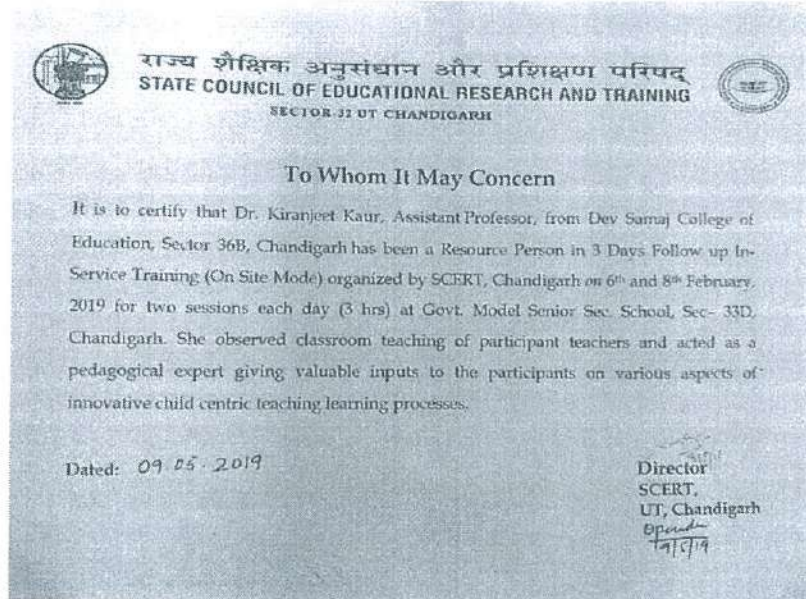 राज्य शैक्षिक अनुसंधान और प्रशिक्षण परिषद्
STATE COUNCIL OF EDUCATIONAL RESEARCH AND TRAINING
SECTOR 32 UT CHANDIGARH
To Whom It May Concern
It is to certify that Dr. Kiranjeet Kaur, Assistant Professor, from Dev Samaj College of
Education, Sector 36B, Chandigarh has been a Resource Person in 3 Days Follow up In-
Service Training (On Site Mode) organized by SCERT, Chandigarh on 6th and 8th February,
2019 for two sessions each day (3 hrs) at Govt. Model Senior Sec. School, Sec- 33D,
Chandigarh. She observed classroom teaching of participant teachers and acted as a
pedagogical expert giving valuable inputs to the participants on various aspects of
innovative child centric teaching learning processes.
Dated: 09.05.2019
Director
SCERT,
UT, Chandigarh